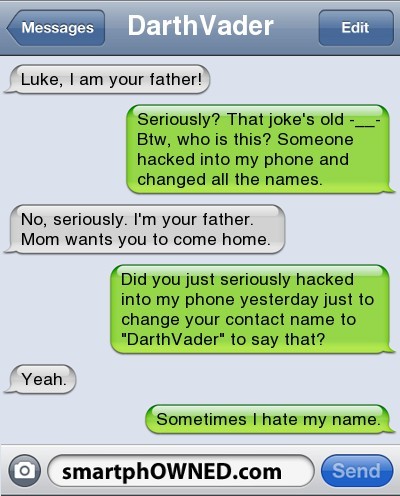 Messages
DarthVader
Edit
Luke, I am your father!
Seriously? That joke's old -__-
Btw, who is this? Someone
hacked into my phone and
changed all the names.
No, seriously. I'm your father.
Mom wants you to come home.
Did you just seriously hacked
into my phone yesterday just to
change your contact name to
"DarthVader" to say that?
Yeah.
Sometimes I hate my name.
smartphOWNED.com
Send